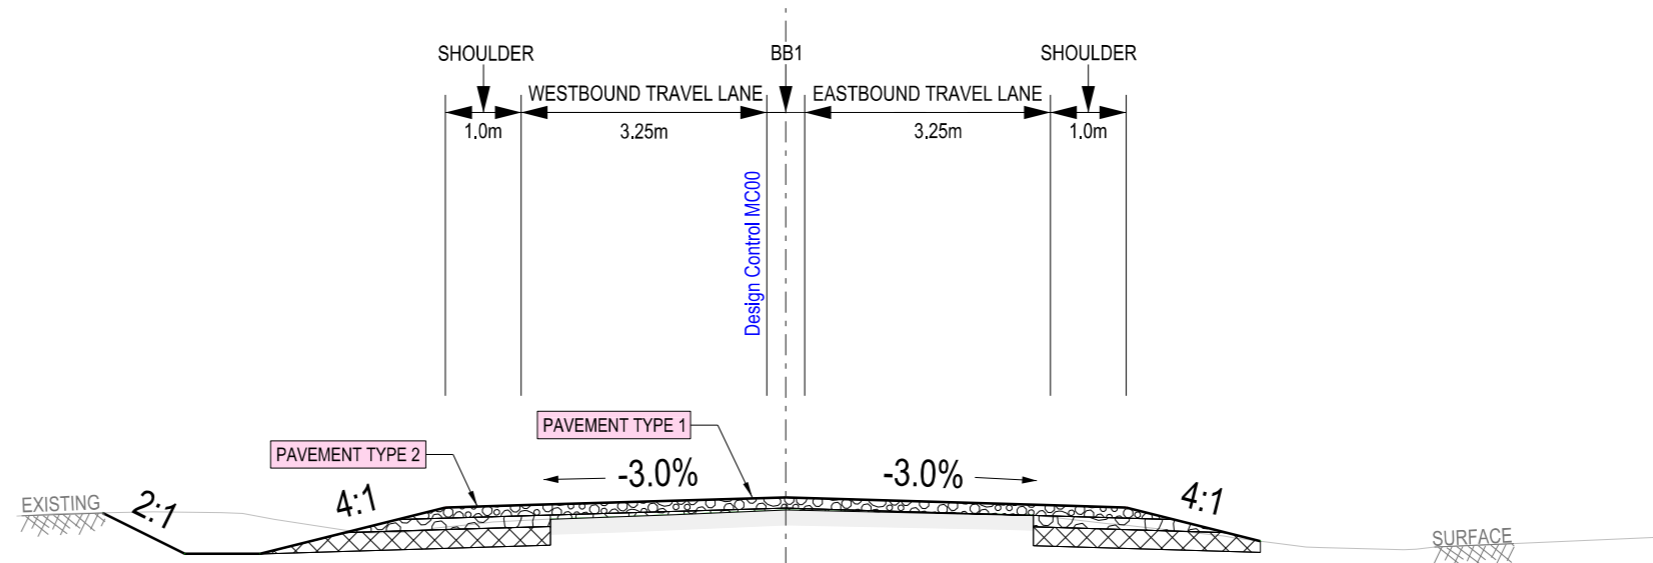 SHOULDER
BB1
SHOULDER
WESTBOUND TRAVEL LANE
EASTBOUND TRAVEL LANE
1.0m
3.25m
3.25m
1.0m
Design Control MC00
PAVEMENT TYPE 1
PAVEMENT TYPE 2
-3.0%
-3.0%
EXISTING
2:1
4:1
4:1
SURFACE